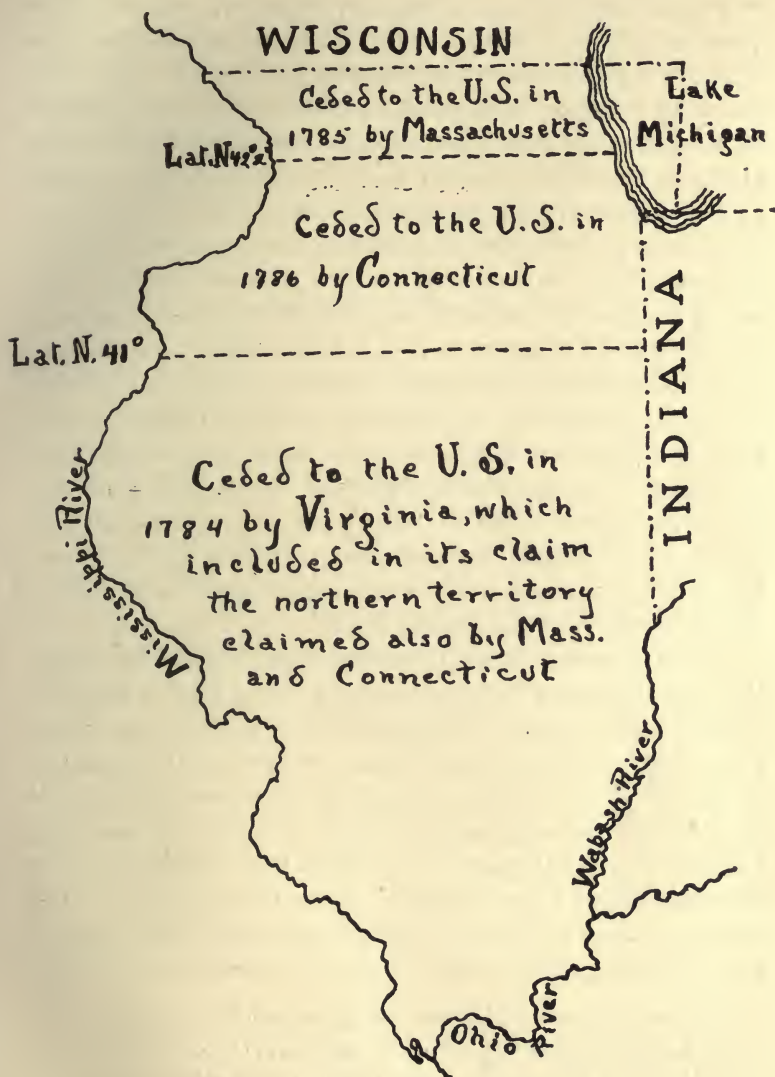 WISCONSIN
Ceded to the U.S. in
1785 by Massachusetts
Lake
Michigan
Lat. N 42° 2'
Ceded to the U.S. in
1786 by Connecticut
Lat. N. 41°
INDIANA
Ceded to the U.S. in
1784 by Virginia, which
included in its claim
the northern territory
claimed also by Mass.
and Connecticut
Mississippi River
Wabash River
Ohio River